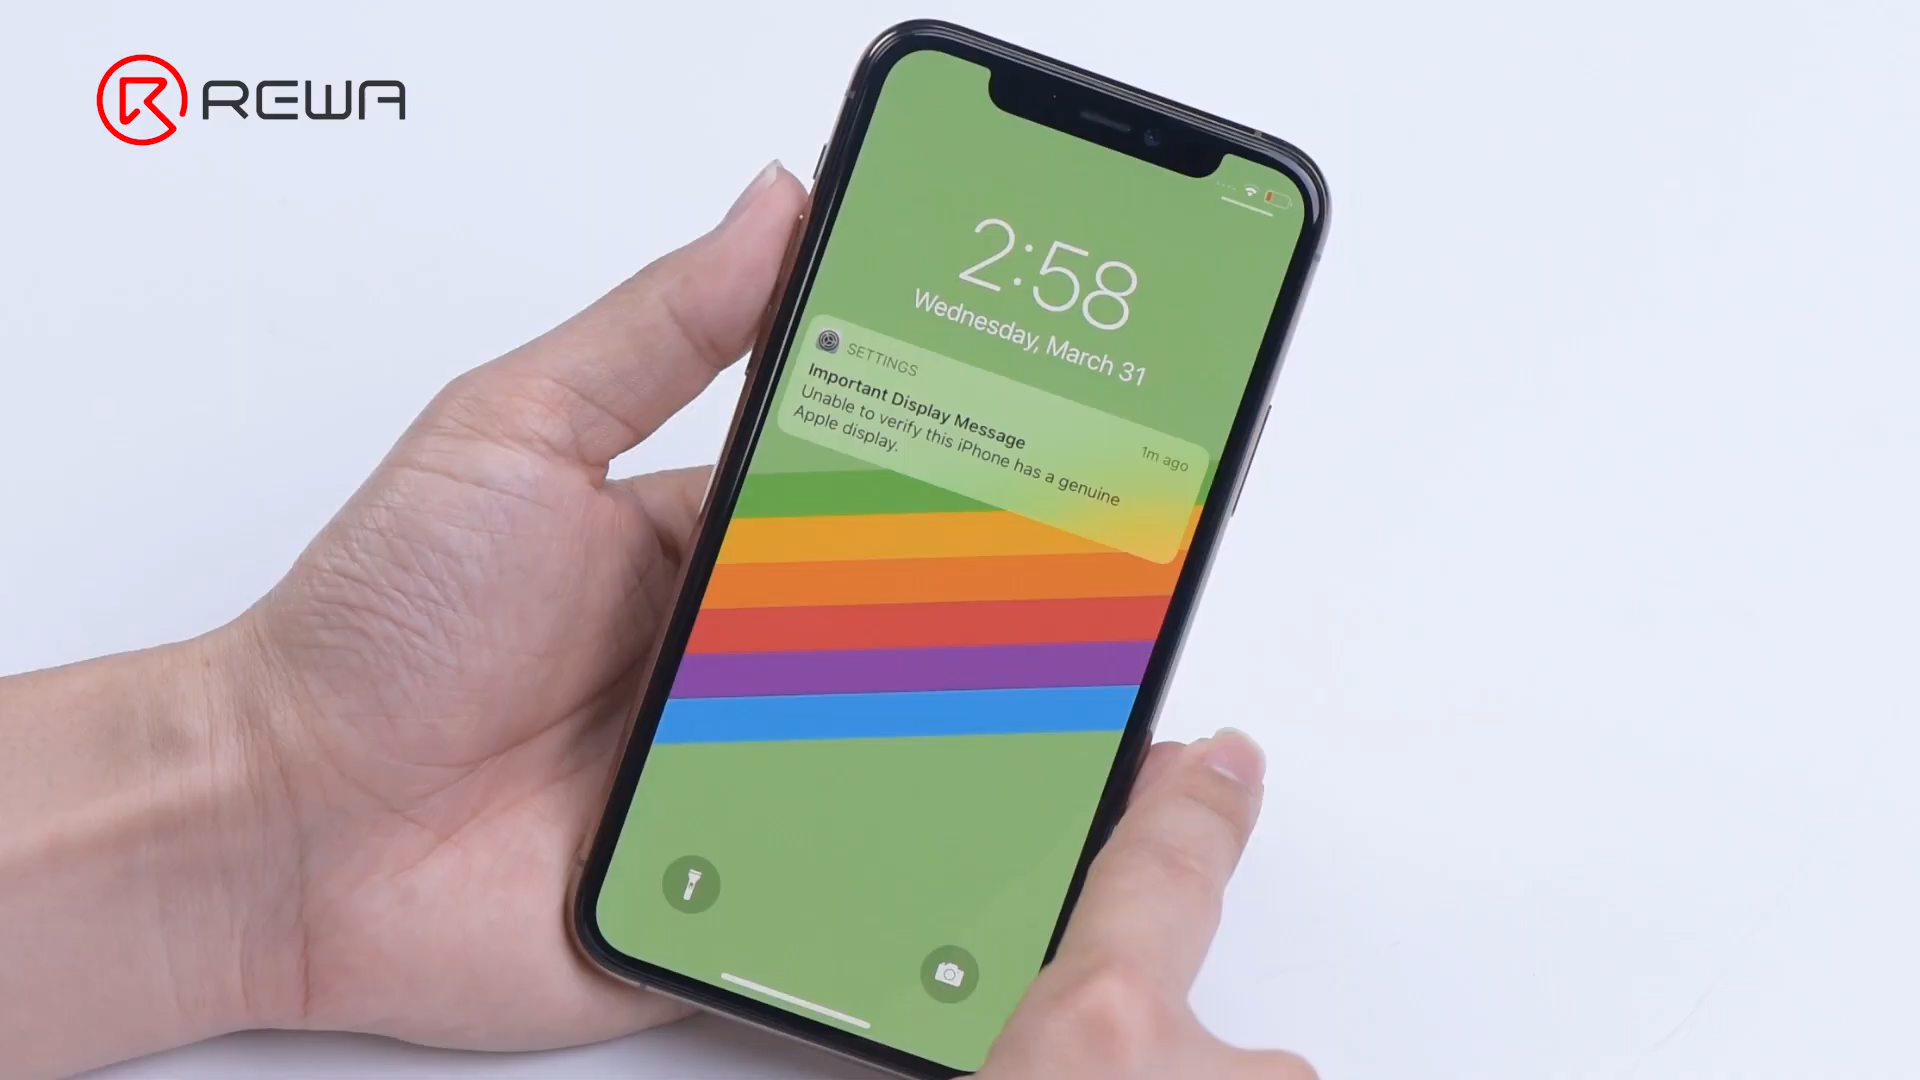 REWA
2:58
Wednesday, March 31
SETTINGS
1m ago
Important Display Message
Unable to verify this iPhone has a genuine
Apple display.